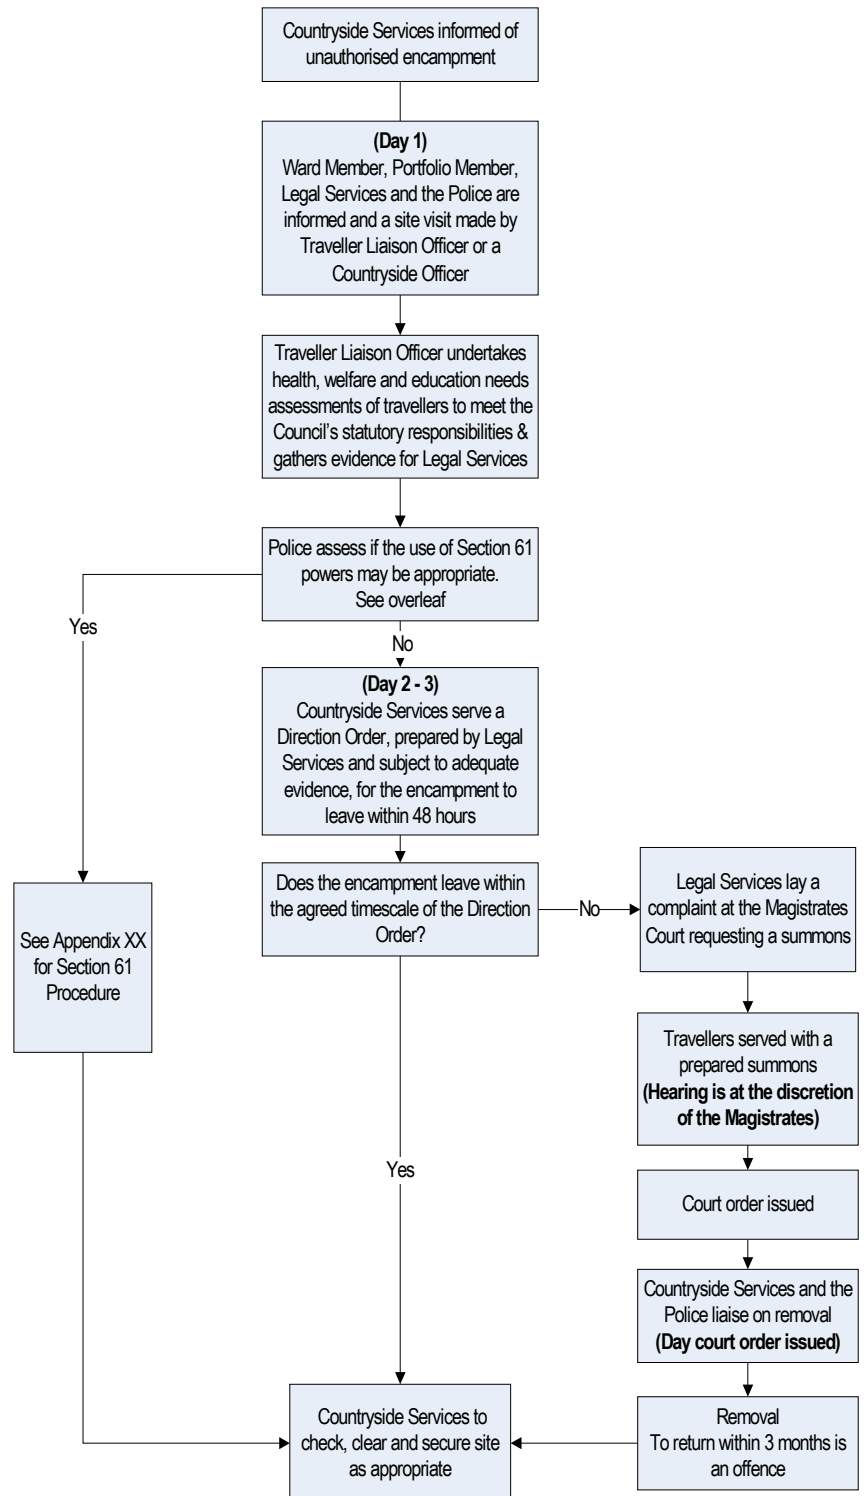 Countryside Services informed of
unauthorised encampment
(Day 1)
Ward Member, Portfolio Member,
Legal Services and the Police are
informed and a site visit made by
Traveller Liaison Officer or a
Countryside Officer
Traveller Liaison Officer undertakes
health, welfare and education needs
assessments of travellers to meet the
Council's statutory responsibilities &
gathers evidence for Legal Services
Police assess if the use of Section 61
powers may be appropriate.
See overleaf
Yes
No
(Day 2 - 3)
Countryside Services serve a
Direction Order, prepared by Legal
Services and subject to adequate
evidence, for the encampment to
leave within 48 hours
Does the encampment leave within
the agreed timescale of the Direction
Order?
No
Legal Services lay a
complaint at the Magistrates
Court requesting a summons
See Appendix XX
for Section 61
Procedure
Travellers served with a
prepared summons
(Hearing is at the discretion
of the Magistrates)
Yes
Court order issued
Countryside Services and the
Police liaise on removal
(Day court order issued)
Removal
To return within 3 months is
an offence
Countryside Services to
check, clear and secure site
as appropriate